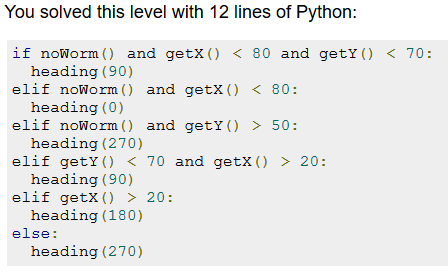 You solved this level with 12 lines of Python:
if noWorm() and getX() < 80 and getY() < 70:
  heading(90)
elif noWorm() and getX() < 80:
  heading(0)
elif noWorm() and getY() > 50:
  heading(270)
elif getY() < 70 and getX() > 20:
  heading(90)
elif getX() > 20:
  heading(180)
else:
  heading(270)